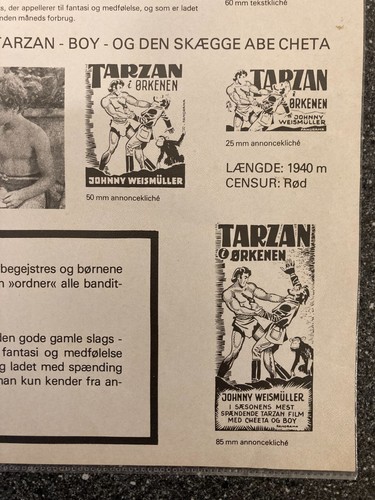 , der appellerer til fantasi og medfølelse, og som er ladet
nden måneds forbrug.
60 mm tekstkliché
TARZAN - BOY - OG DEN SKÆGGE ABE CHETA
TARZAN
i ØRKENEN
JOHNNY WEISMÜLLER
50 mm annoncekliché
TARZAN
i ØRKENEN
JOHNNY
WEISMÜLLER
25 mm annoncekliché
LÆNGDE: 1940 m
CENSUR: Rød
begejstres og børnene
n »ordner« alle bandit-
den gode gamle slags -
fantasi og medfølelse
g ladet med spænding
man kun kender fra an-
TARZAN
i ØRKENEN
JOHNNY WEISMÜLLER
I SÆSONENS MEST
SPÆNDENDE TARZAN FILM
MED CHEETA OG BOY
85 mm annoncekliché